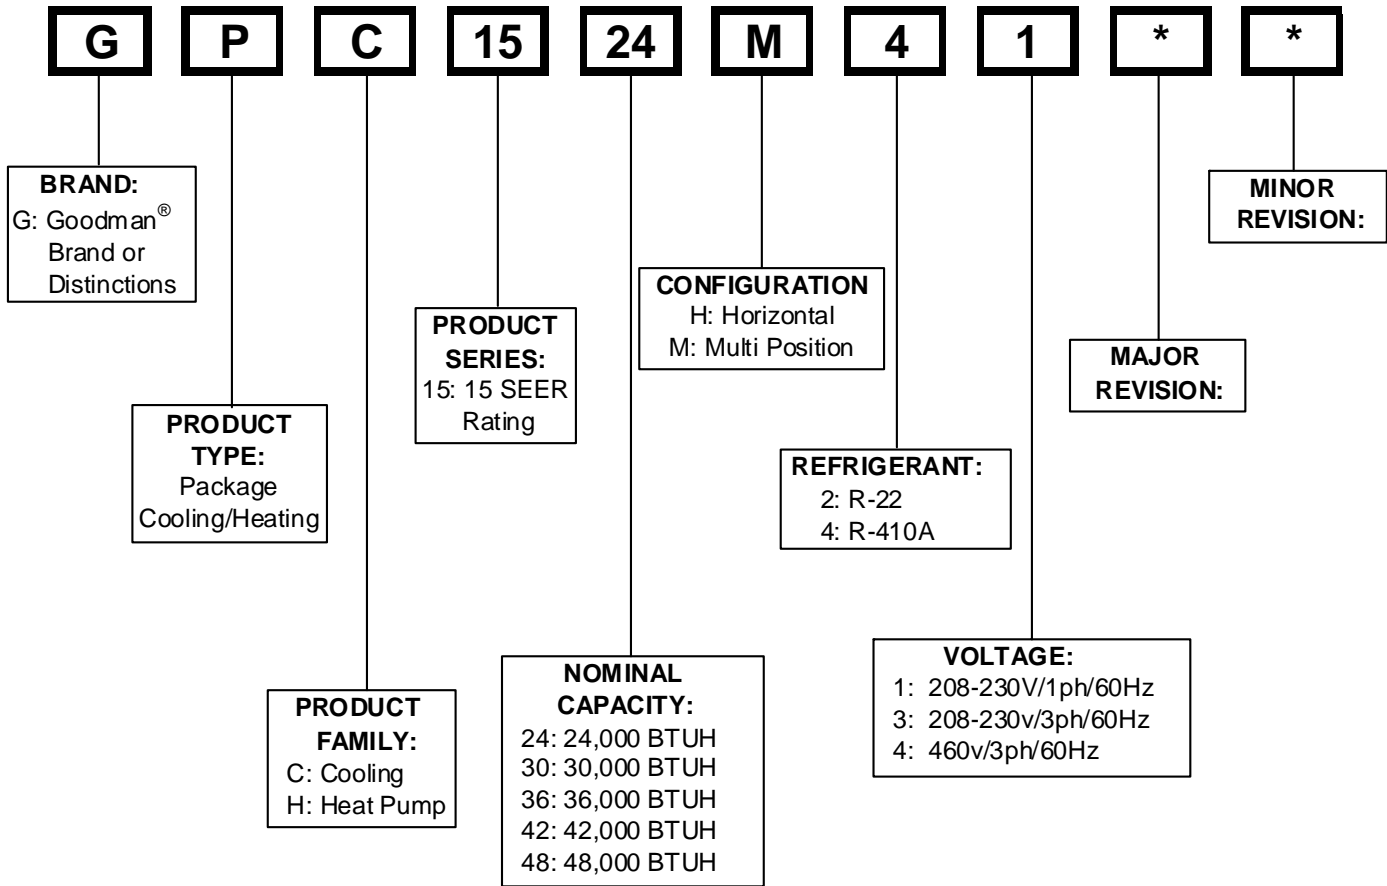 G P C 15 24 M 4 1 * *
BRAND:
G: Goodman®
Brand or
Distinctions
PRODUCT
TYPE:
Package
Cooling/Heating
PRODUCT
FAMILY:
C: Cooling
H: Heat Pump
PRODUCT
SERIES:
15: 15 SEER
Rating
NOMINAL
CAPACITY:
24: 24,000 BTUH
30: 30,000 BTUH
36: 36,000 BTUH
42: 42,000 BTUH
48: 48,000 BTUH
CONFIGURATION
H: Horizontal
M: Multi Position
REFRIGERANT:
2: R-22
4: R-410A
VOLTAGE:
1: 208-230V/1ph/60Hz
3: 208-230v/3ph/60Hz
4: 460v/3ph/60Hz
MAJOR
REVISION:
MINOR
REVISION: